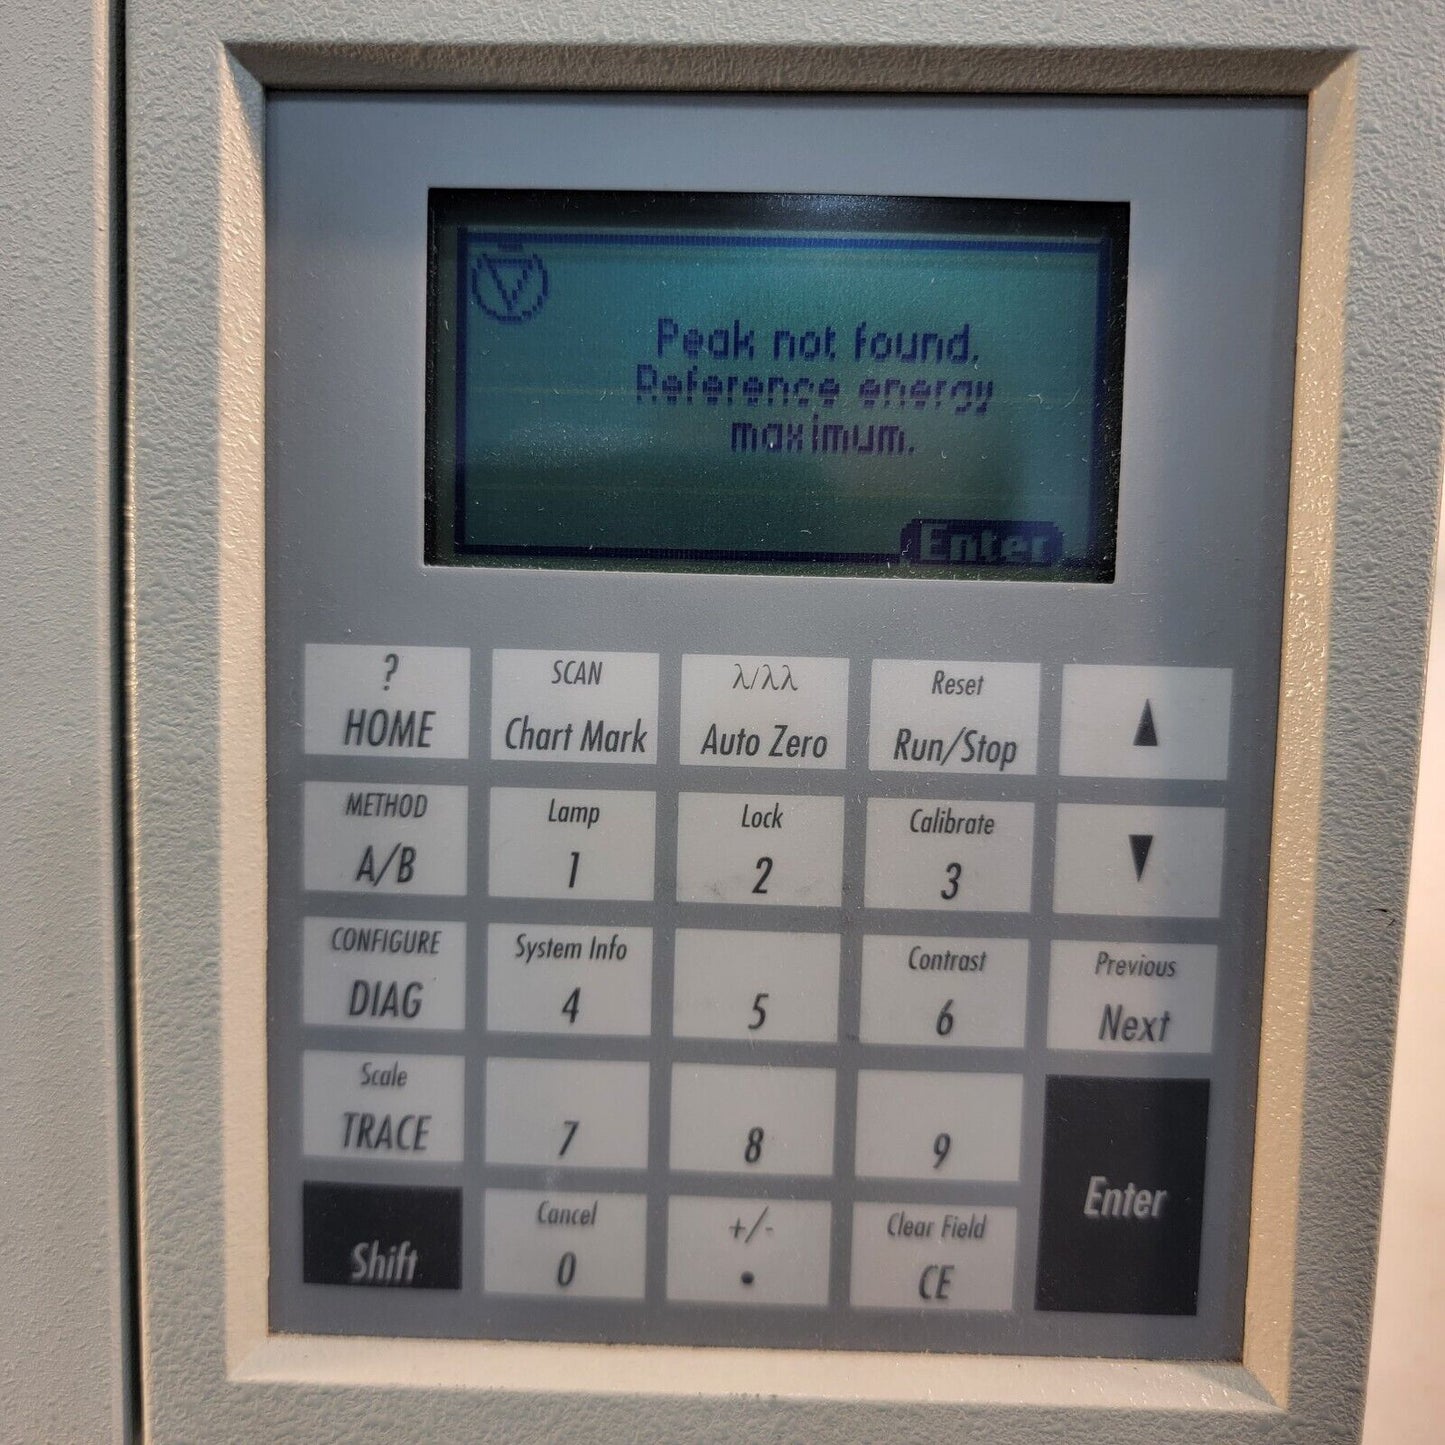 Peak not found.
Reference energy
maximum.
Enter
?
HOME
SCAN
Chart Mark
λ/λλ
Auto Zero
Reset
Run/Stop
▲
METHOD
A/B
Lamp
1
Lock
2
Calibrate
3
▼
CONFIGURE
DIAG
System Info
4
5
Contrast
6
Previous
Next
Scale
TRACE
7
8
9
Enter
Shift
Cancel
0
+/-
.
Clear Field
CE